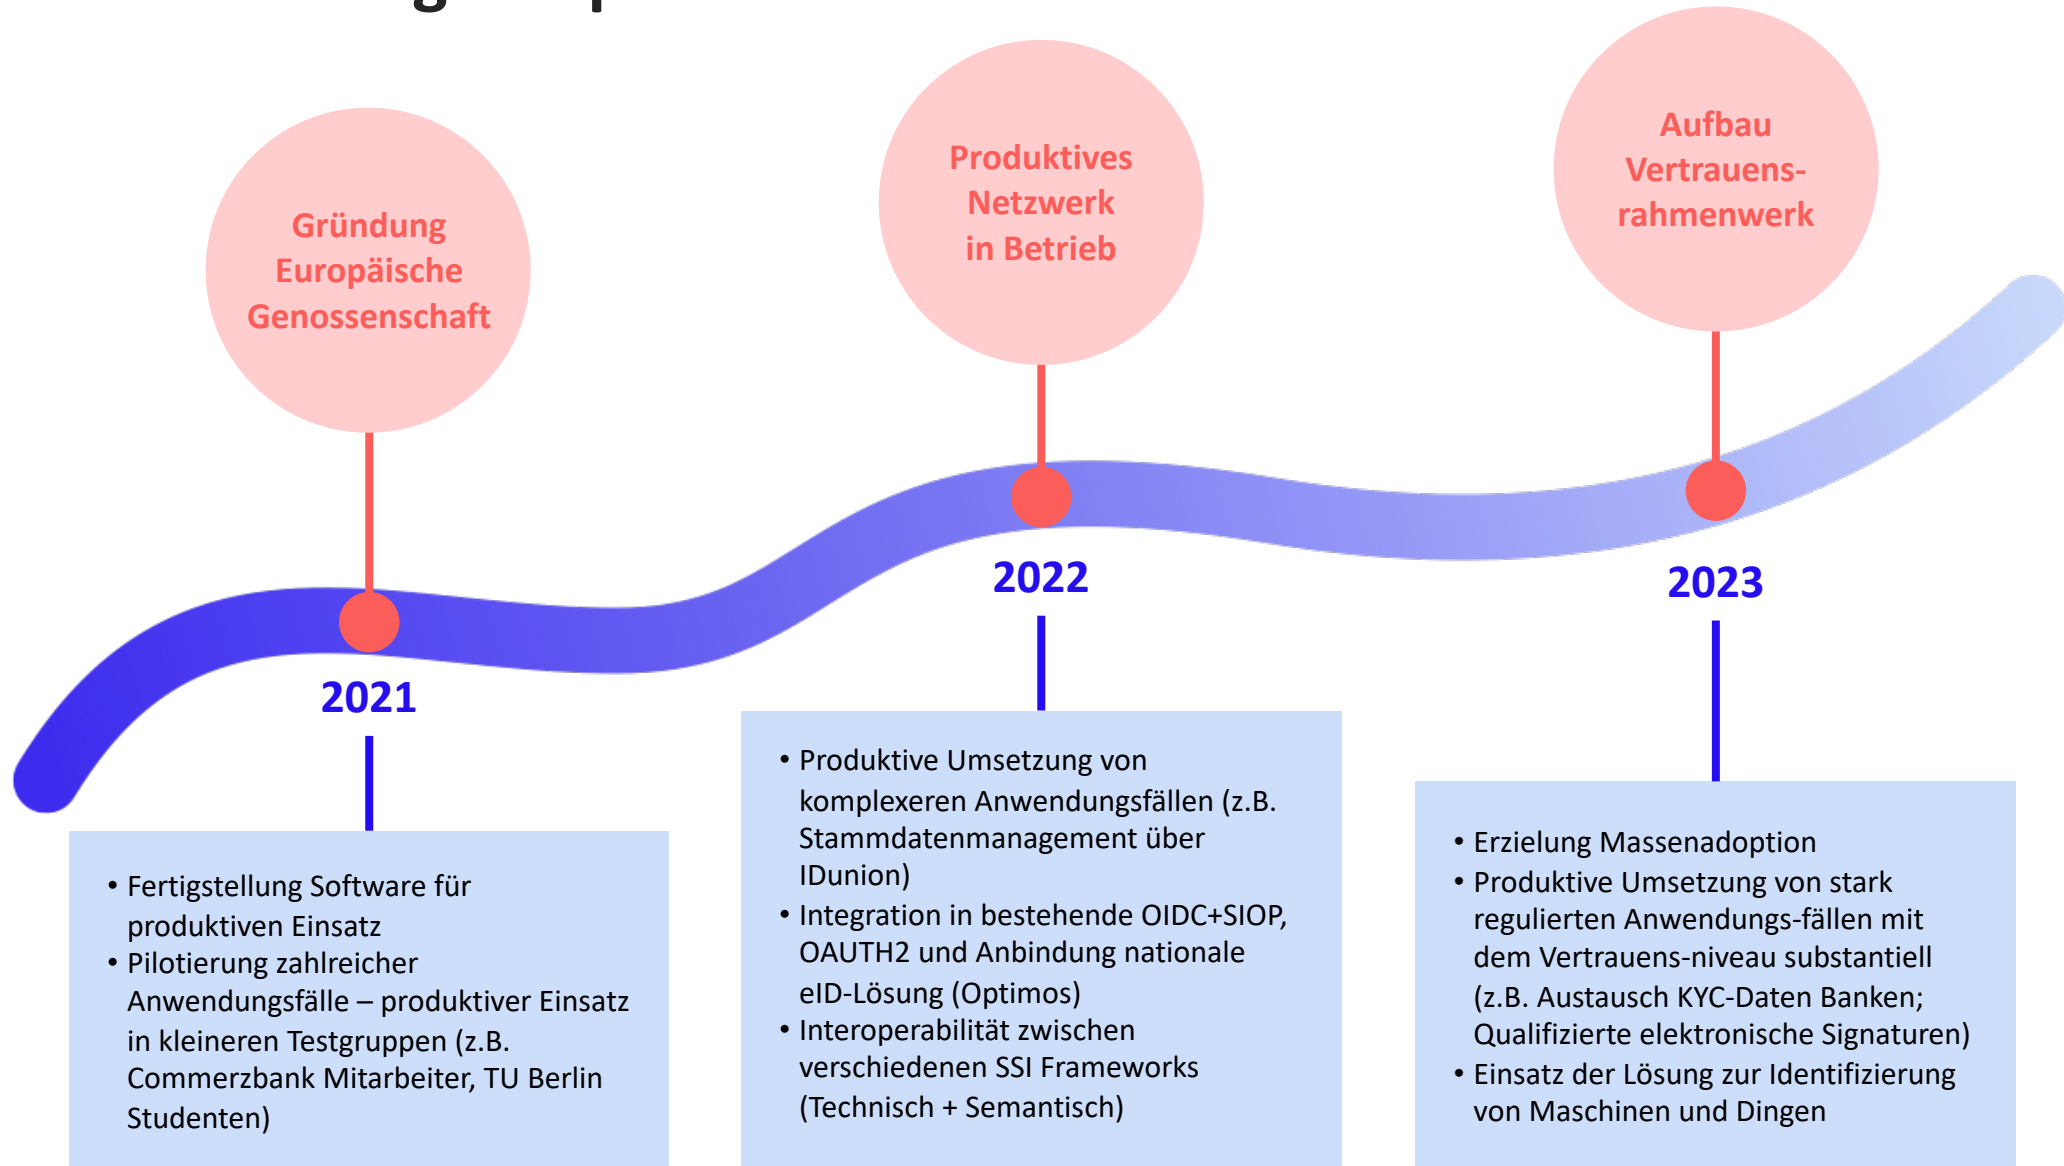 Gründung
Europäische
Genossenschaft
Produktives
Netzwerk
in Betrieb
Aufbau
Vertrauens-
rahmenwerk
2021
2022
2023
• Fertigstellung Software für
produktiven Einsatz
• Pilotierung zahlreicher
Anwendungsfälle – produktiver Einsatz
in kleineren Testgruppen (z.B.
Commerzbank Mitarbeiter, TU Berlin
Studenten)
• Produktive Umsetzung von
komplexeren Anwendungsfällen (z.B.
Stammdatenmanagement über
IDunion)
• Integration in bestehende OIDC+SIOP,
OAUTH2 und Anbindung nationale
eID-Lösung (Optimos)
• Interoperabilität zwischen
verschiedenen SSI Frameworks
(Technisch + Semantisch)
• Erzielung Massenadoption
• Produktive Umsetzung von stark
regulierten Anwendungs-fällen mit
dem Vertrauens-niveau substantiell
(z.B. Austausch KYC-Daten Banken;
Qualifizierte elektronische Signaturen)
• Einsatz der Lösung zur Identifizierung
von Maschinen und Dingen